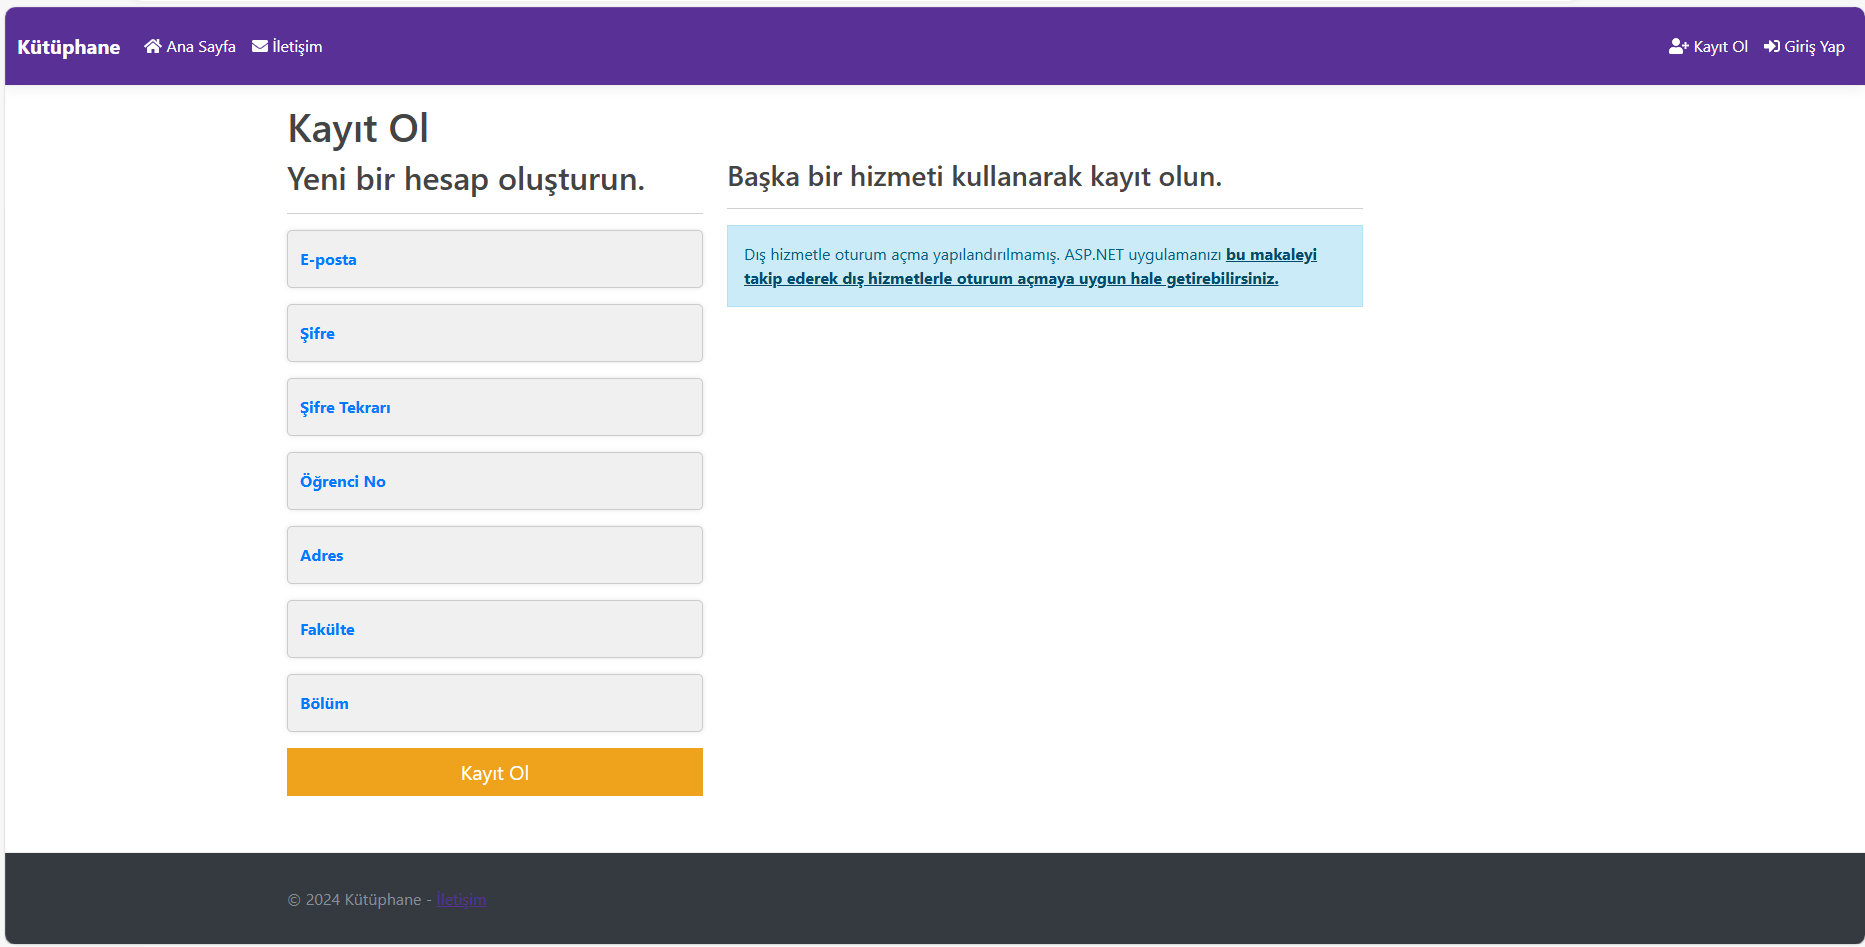 Kütüphane
Ana Sayfa
İletişim
Kayıt Ol
Giriş Yap
Kayıt Ol
Yeni bir hesap oluşturun.
E-posta
Şifre
Şifre Tekrarı
Öğrenci No
Adres
Fakülte
Bölüm
Kayıt Ol
Başka bir hizmeti kullanarak kayıt olun.
Dış hizmetle oturum açma yapılandırılmamış. ASP.NET uygulamanızı bu makaleyi
takip ederek dış hizmetlerle oturum açmaya uygun hale getirebilirsiniz.
© 2024 Kütüphane - İletişim